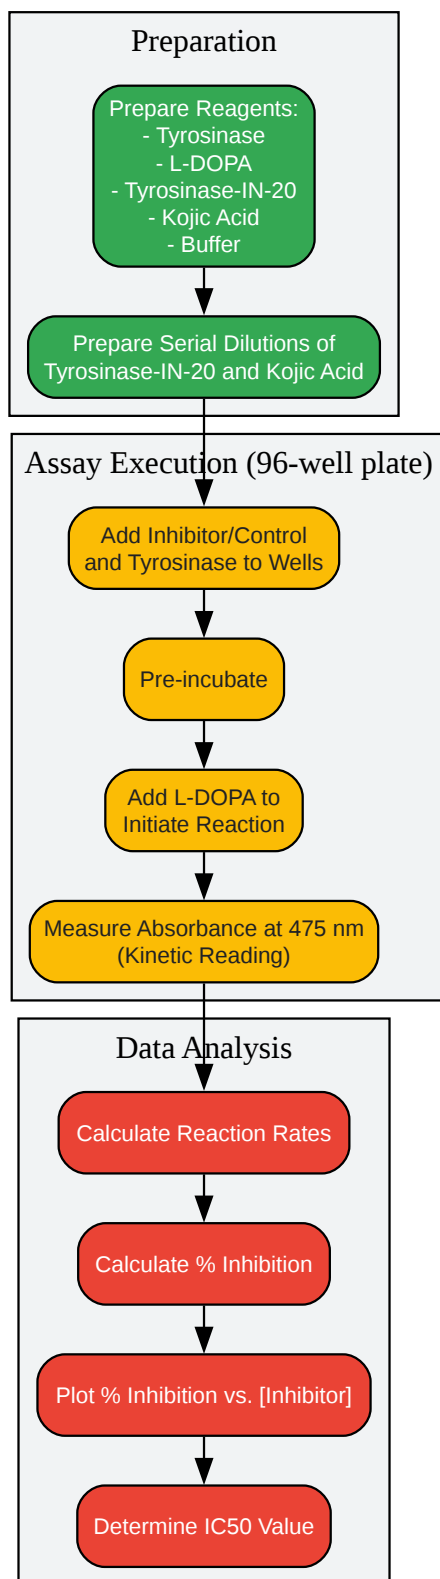 Preparation
Prepare Reagents:
- Tyrosinase
- L-DOPA
- Tyrosinase-IN-20
- Kojic Acid
- Buffer
Prepare Serial Dilutions of
Tyrosinase-IN-20 and Kojic Acid
Assay Execution (96-well plate)
Add Inhibitor/Control
and Tyrosinase to Wells
Pre-incubate
Add L-DOPA to
Initiate Reaction
Measure Absorbance at 475 nm
(Kinetic Reading)
Data Analysis
Calculate Reaction Rates
Calculate % Inhibition
Plot % Inhibition vs. [Inhibitor]
Determine IC50 Value